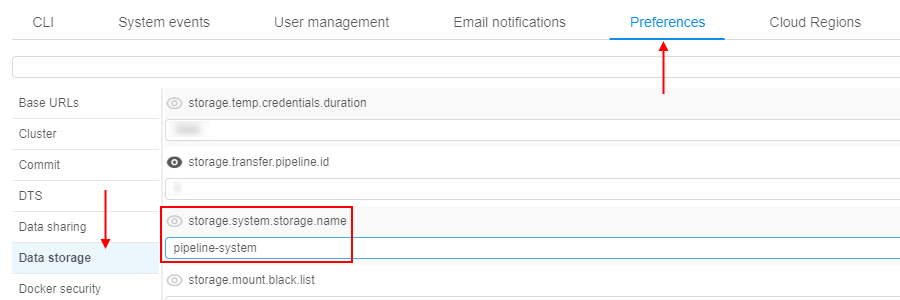 CLI System events User management Email notifications Preferences Cloud Regions
Base URLs
Cluster
Commit
DTS
Data sharing
Data storage
Docker security
storage.temp.credentials.duration
storage.transfer.pipeline.id
storage.system.storage.name
pipeline-system
storage.mount.black.list